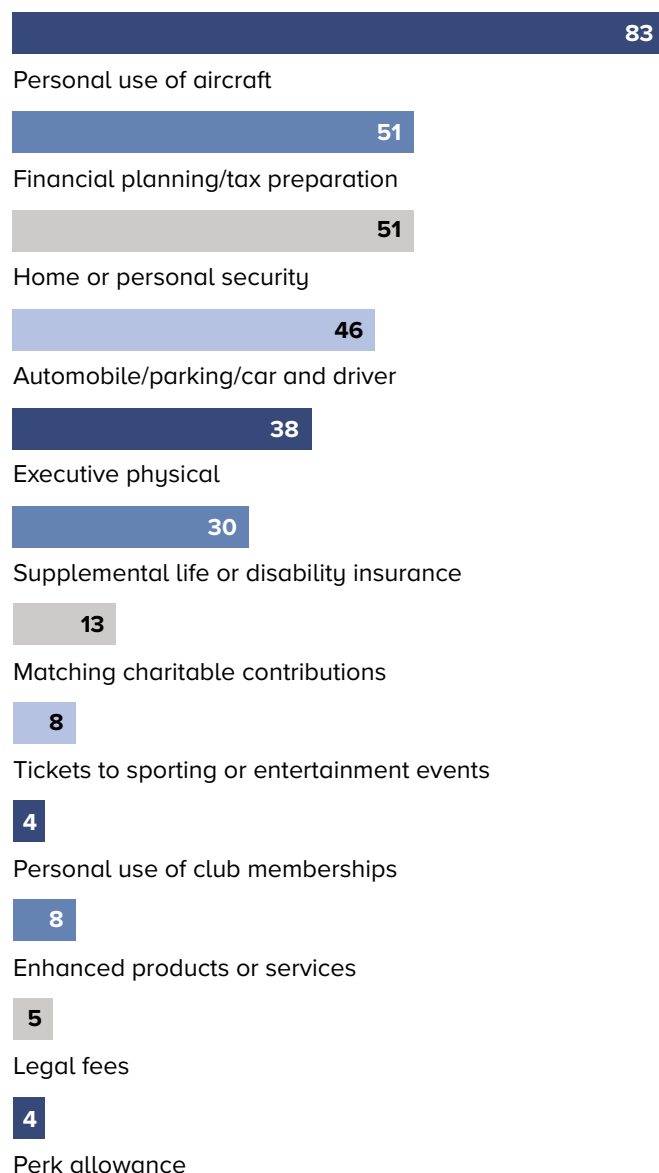 83
Personal use of aircraft
51
Financial planning/tax preparation
51
Home or personal security
46
Automobile/parking/car and driver
38
Executive physical
30
Supplemental life or disability insurance
13
Matching charitable contributions
8
Tickets to sporting or entertainment events
4
Personal use of club memberships
8
Enhanced products or services
5
Legal fees
4
Perk allowance